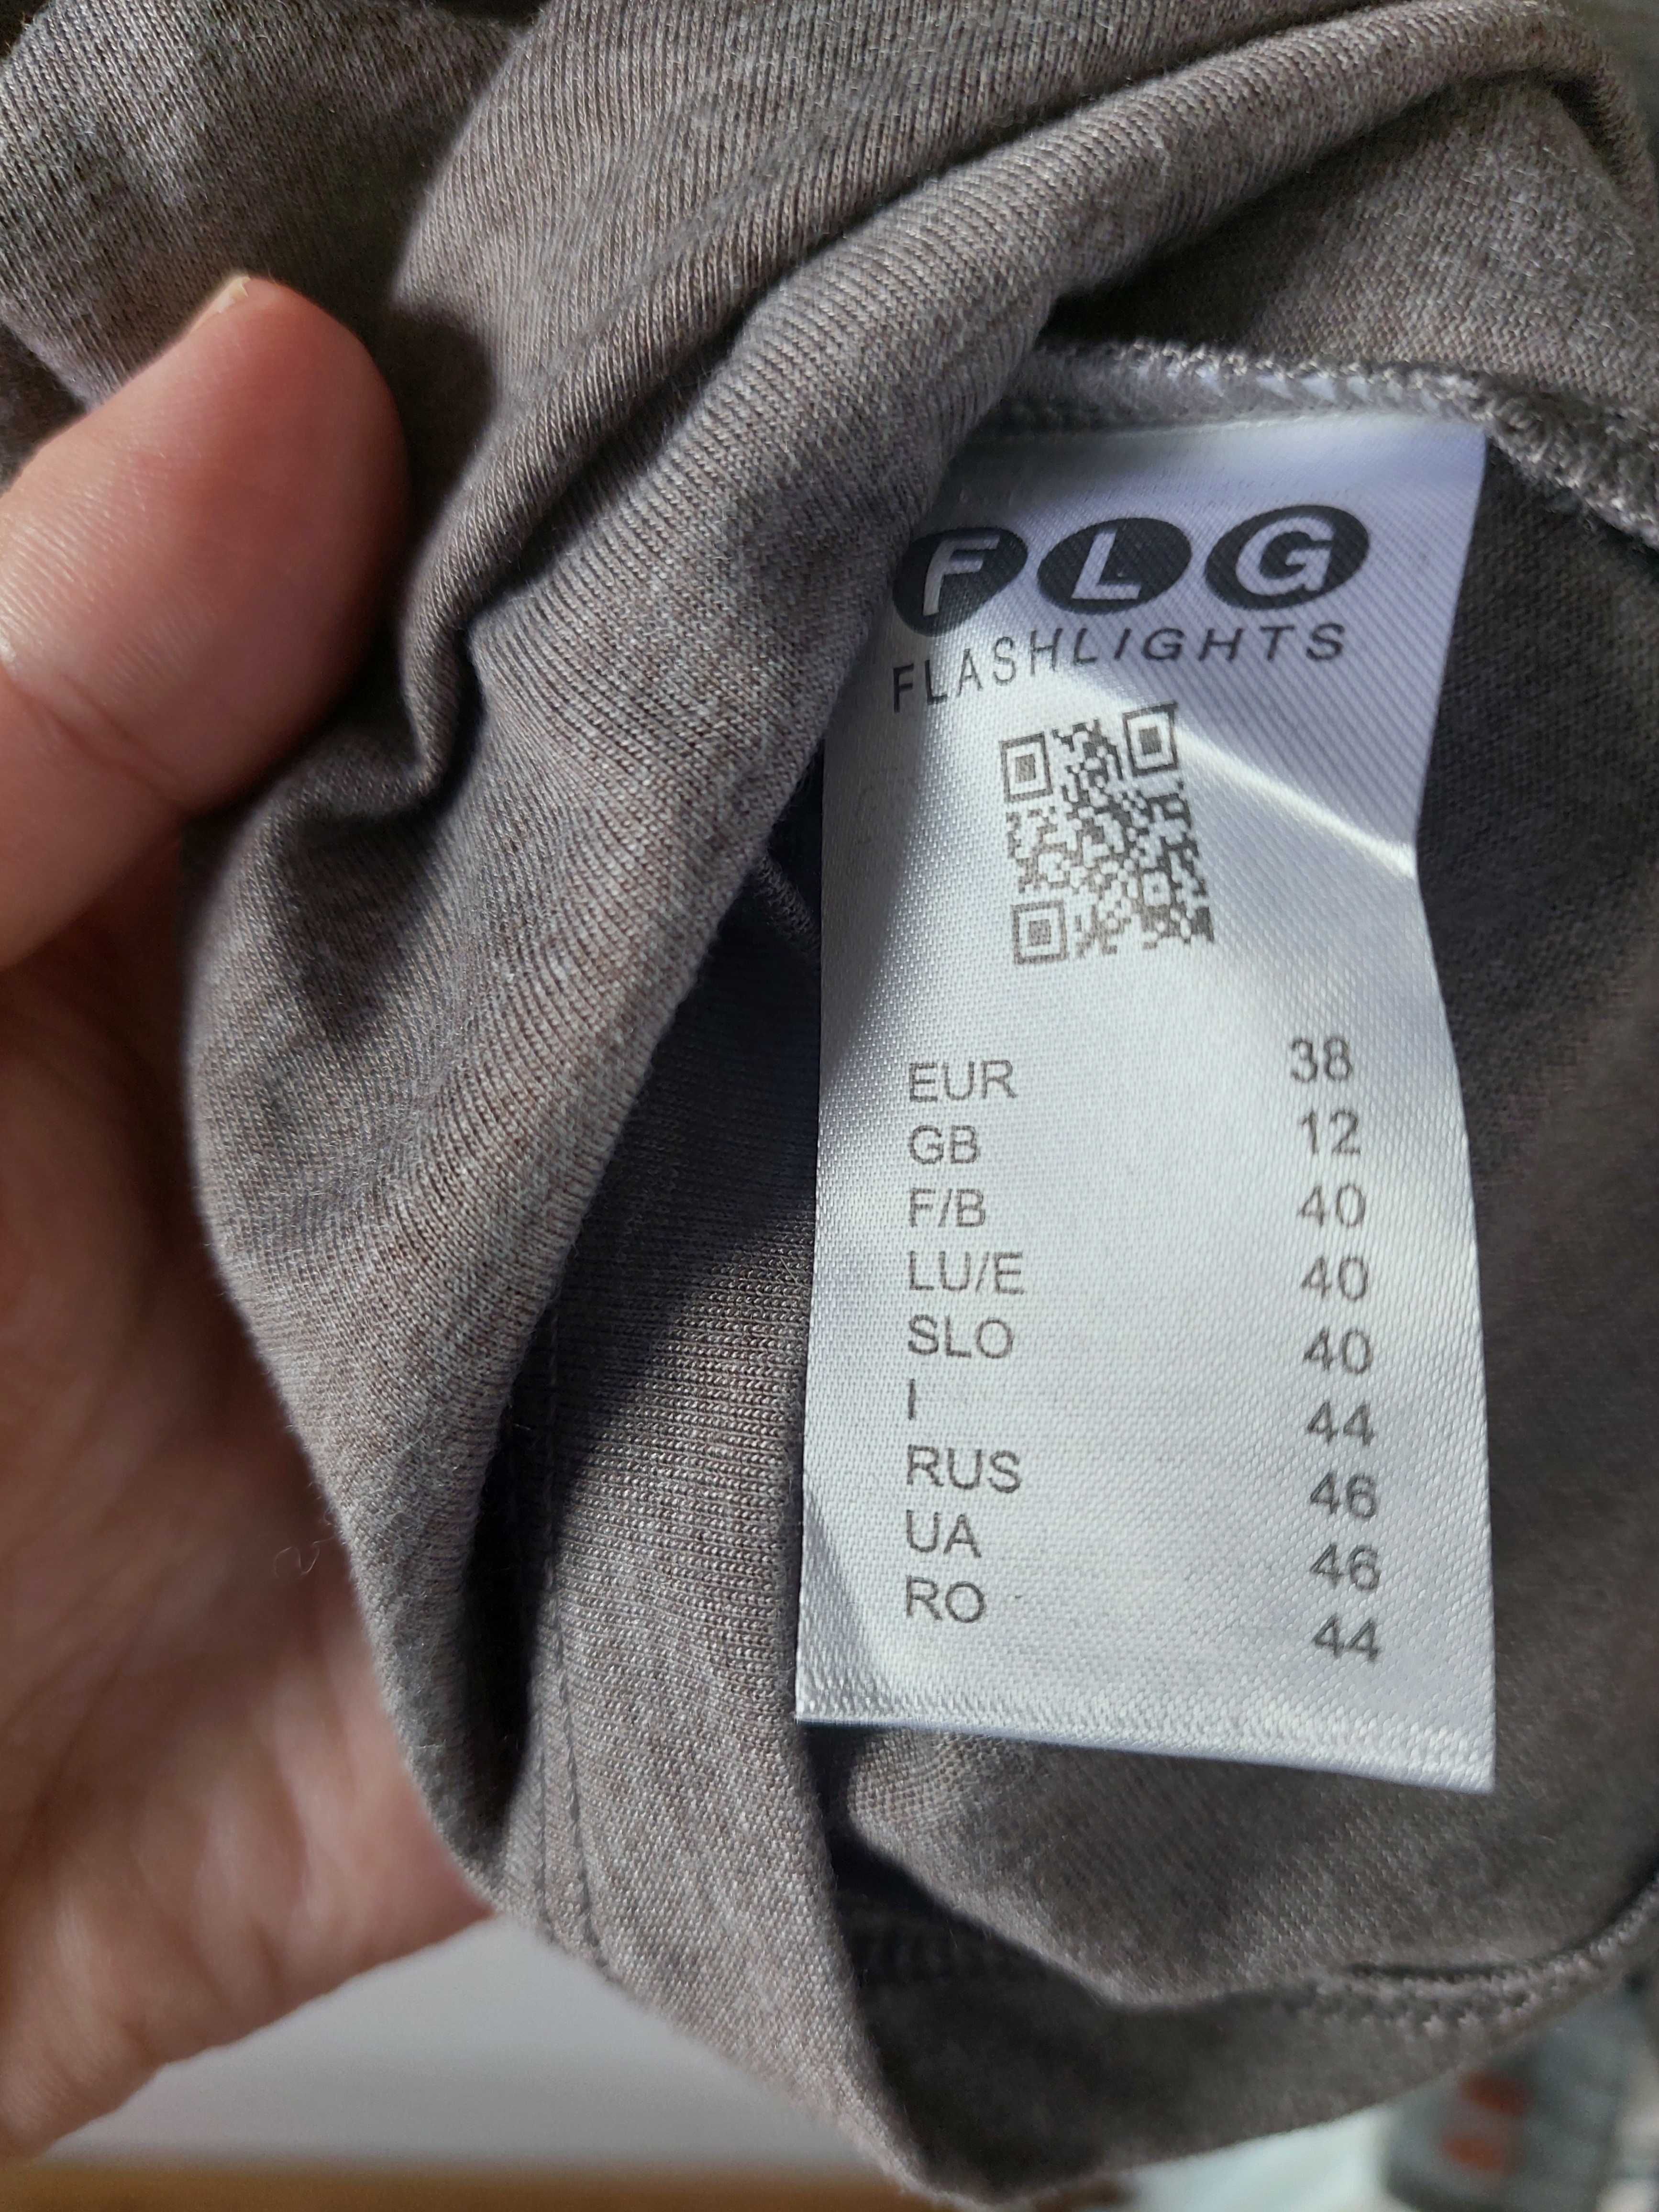 FLG
FLASHLIGHTS
EUR 38
GB 12
F/B 40
LU/E 40
SLO 40
I 44
RUS 46
UA 46
RO 44